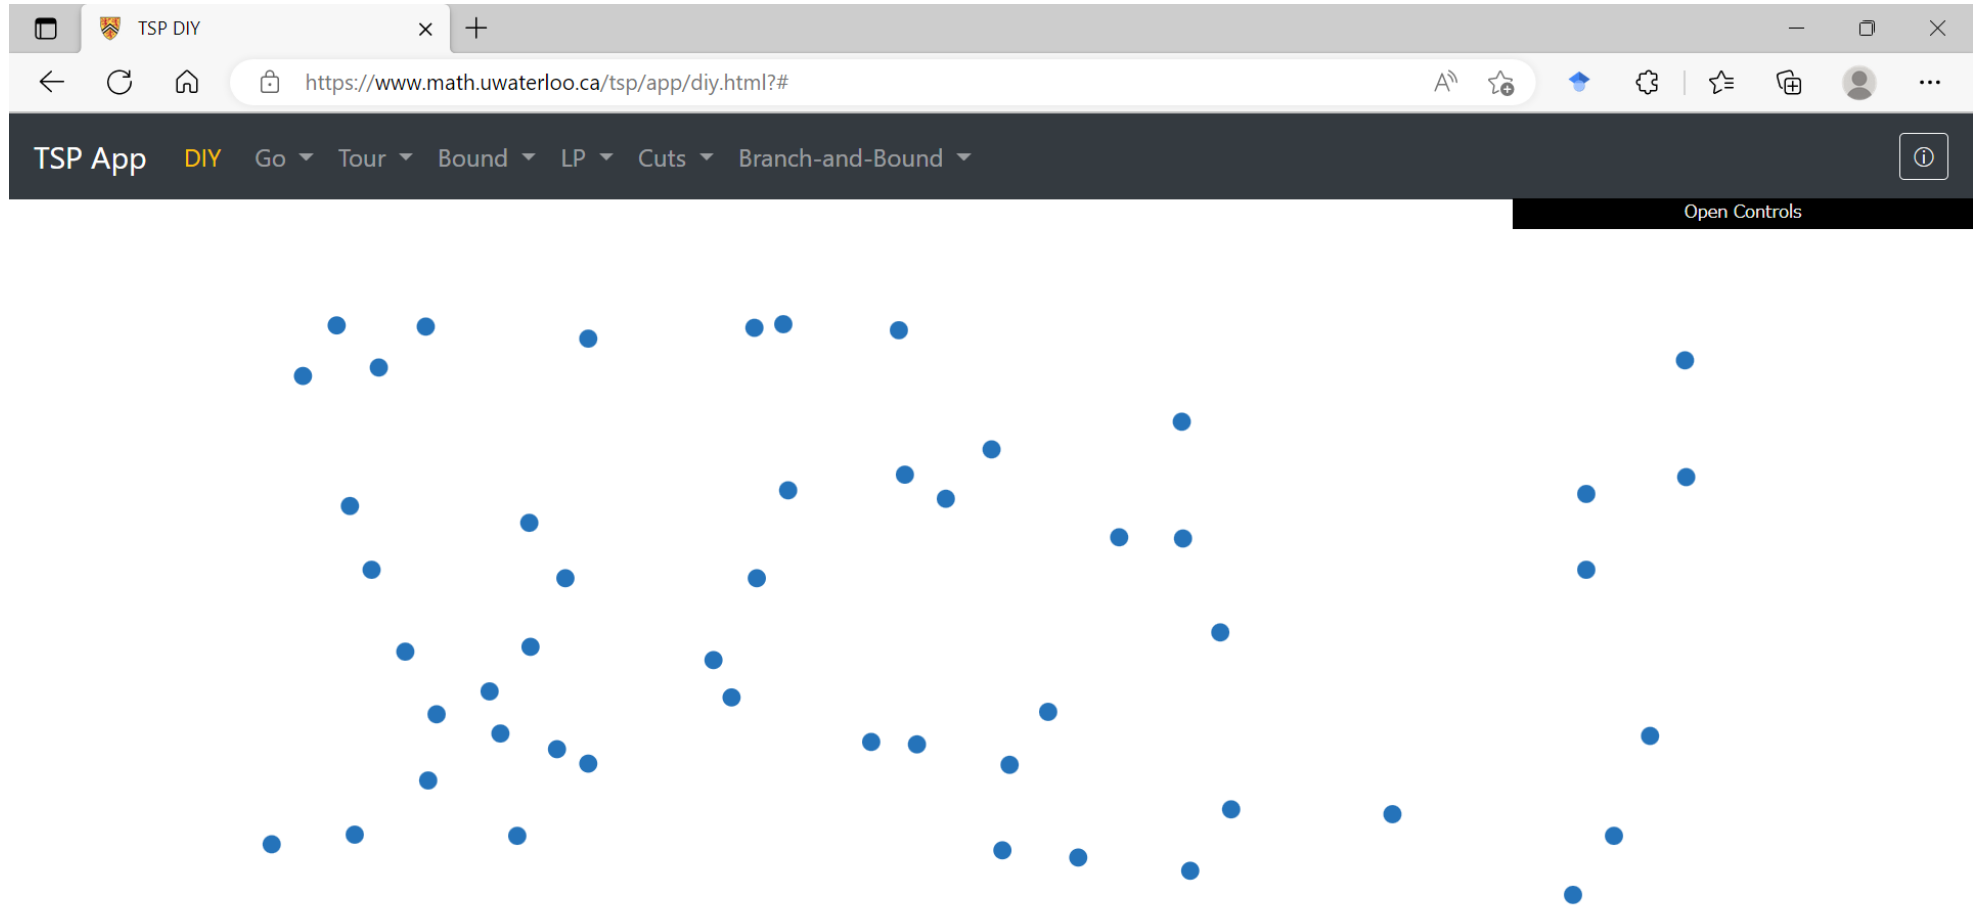 TSP DIY
https://www.math.uwaterloo.ca/tsp/app/diy.html?#
TSP App DIY Go Tour Bound LP Cuts Branch-and-Bound
Open Controls